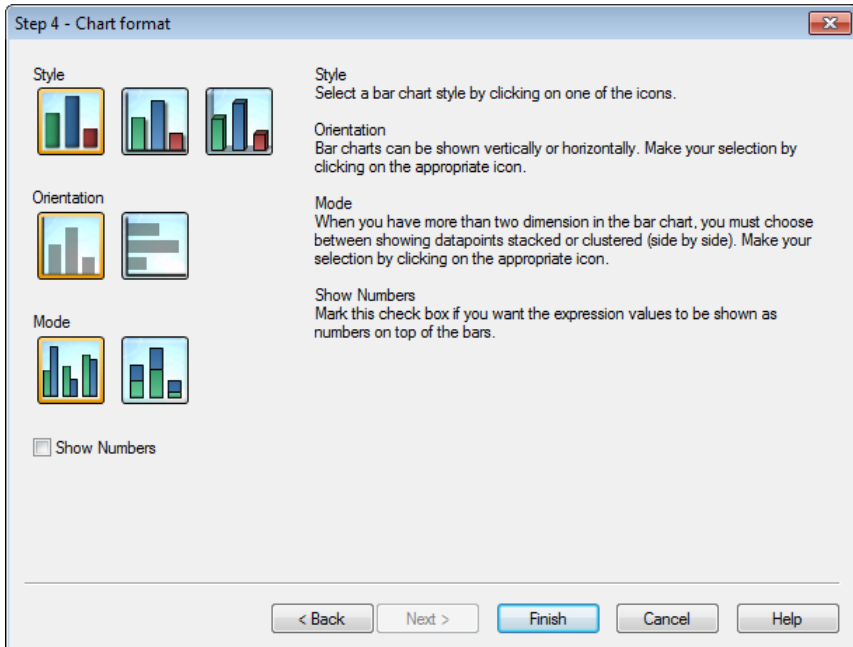 Step 4 - Chart format
Style
Orientation
Mode
Show Numbers
Style
Select a bar chart style by clicking on one of the icons.
Orientation
Bar charts can be shown vertically or horizontally. Make your selection by
clicking on the appropriate icon.
Mode
When you have more than two dimension in the bar chart, you must choose
between showing datapoints stacked or clustered (side by side). Make your
selection by clicking on the appropriate icon.
Show Numbers
Mark this check box if you want the expression values to be shown as
numbers on top of the bars.
< Back
Next >
Finish
Cancel
Help